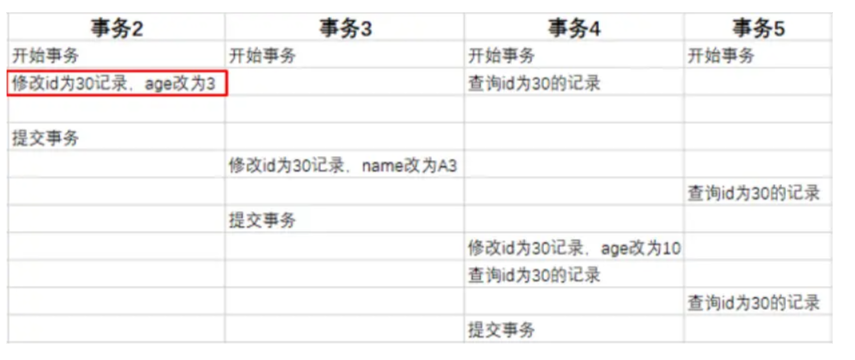 事务2 事务3 事务4 事务5
开始事务 开始事务 开始事务 开始事务
修改id为30记录，age改为3 查询id为30的记录
提交事务
修改id为30记录，name改为A3
查询id为30的记录
提交事务
修改id为30记录，age改为10
查询id为30的记录
查询id为30的记录
提交事务